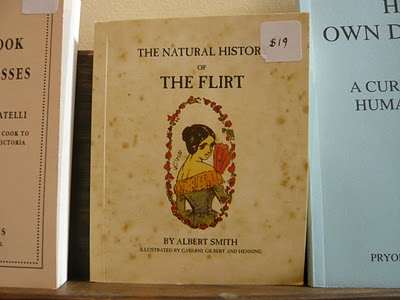 OOK
SSES
ATELLI
COOK TO
ICTORIA
S
$19
THE NATURAL HISTORY
OF
THE FLIRT
BY ALBERT SMITH
ILLUSTRATED BY GAVARNI, GILBERT AND HENNING
H
OWN D
A CUR
HUMA
PRYO